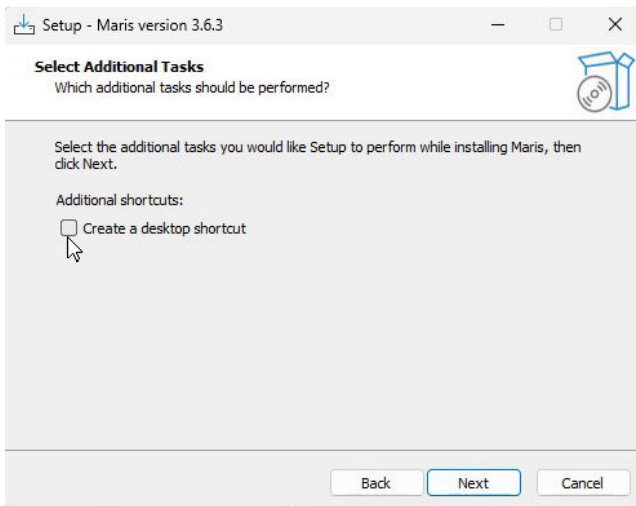 Setup - Maris version 3.6.3
Select Additional Tasks
Which additional tasks should be performed?
Select the additional tasks you would like Setup to perform while installing Maris, then
click Next.
Additional shortcuts:
Create a desktop shortcut
Back Next Cancel